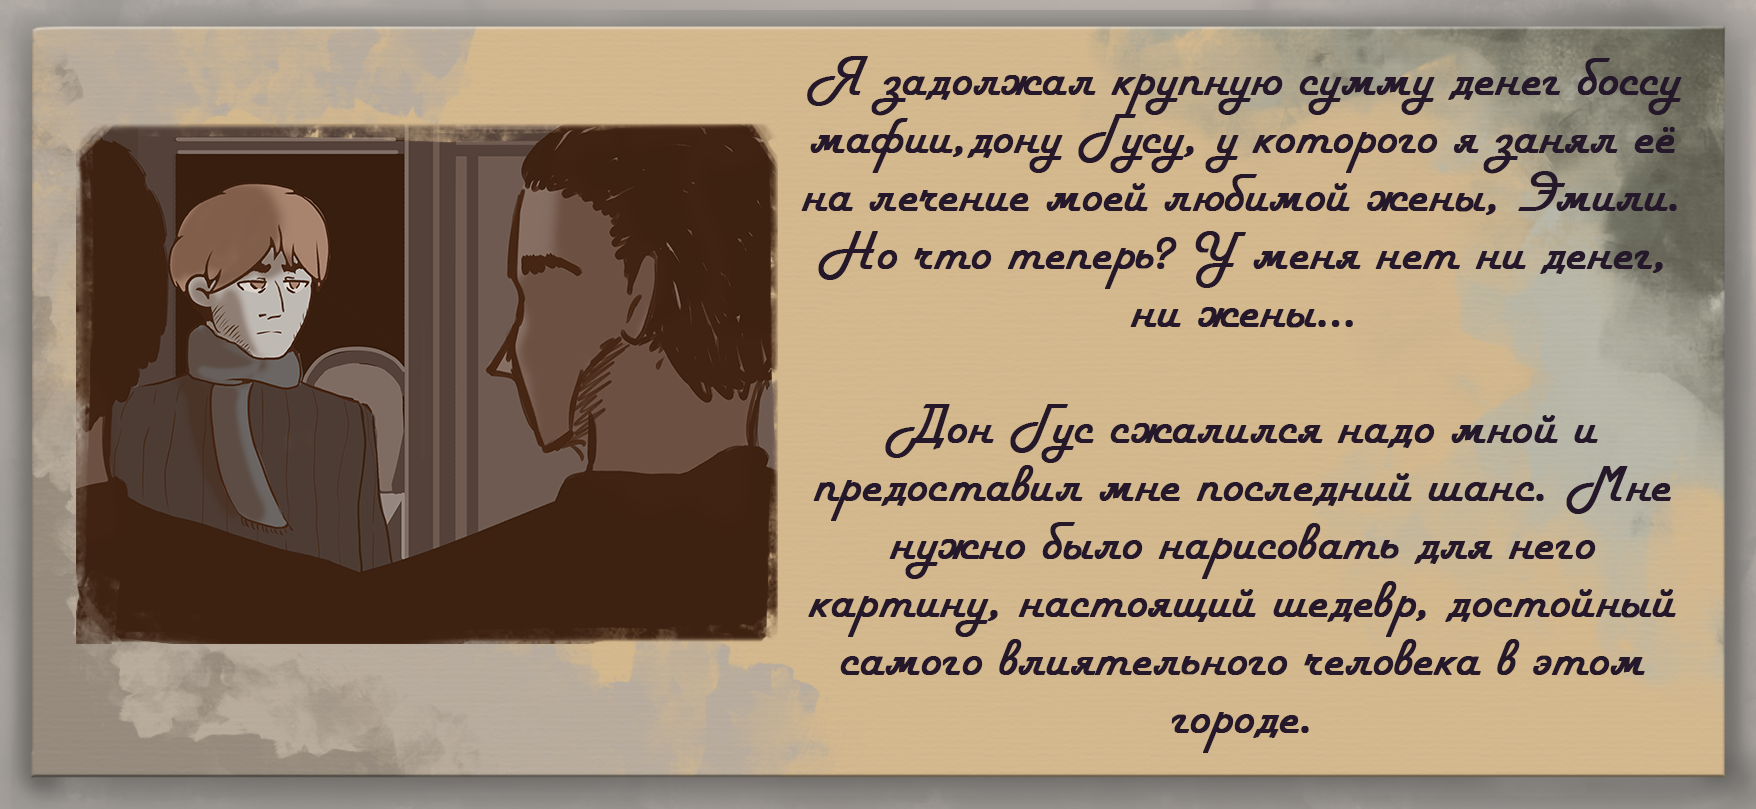 Я задолжал крупную сумму денег боссу
мафии, дону Гусу, у которого я занял её
на лечение моей любимой жены, Эмили.
Но что теперь? У меня нет ни денег,
ни жены...
Дон Гус сжалился надо мной и
предоставил мне последний шанс. Мне
нужно было нарисовать для него
картину, настоящий шедевр, достойный
самого влиятельного человека в этом
городе.